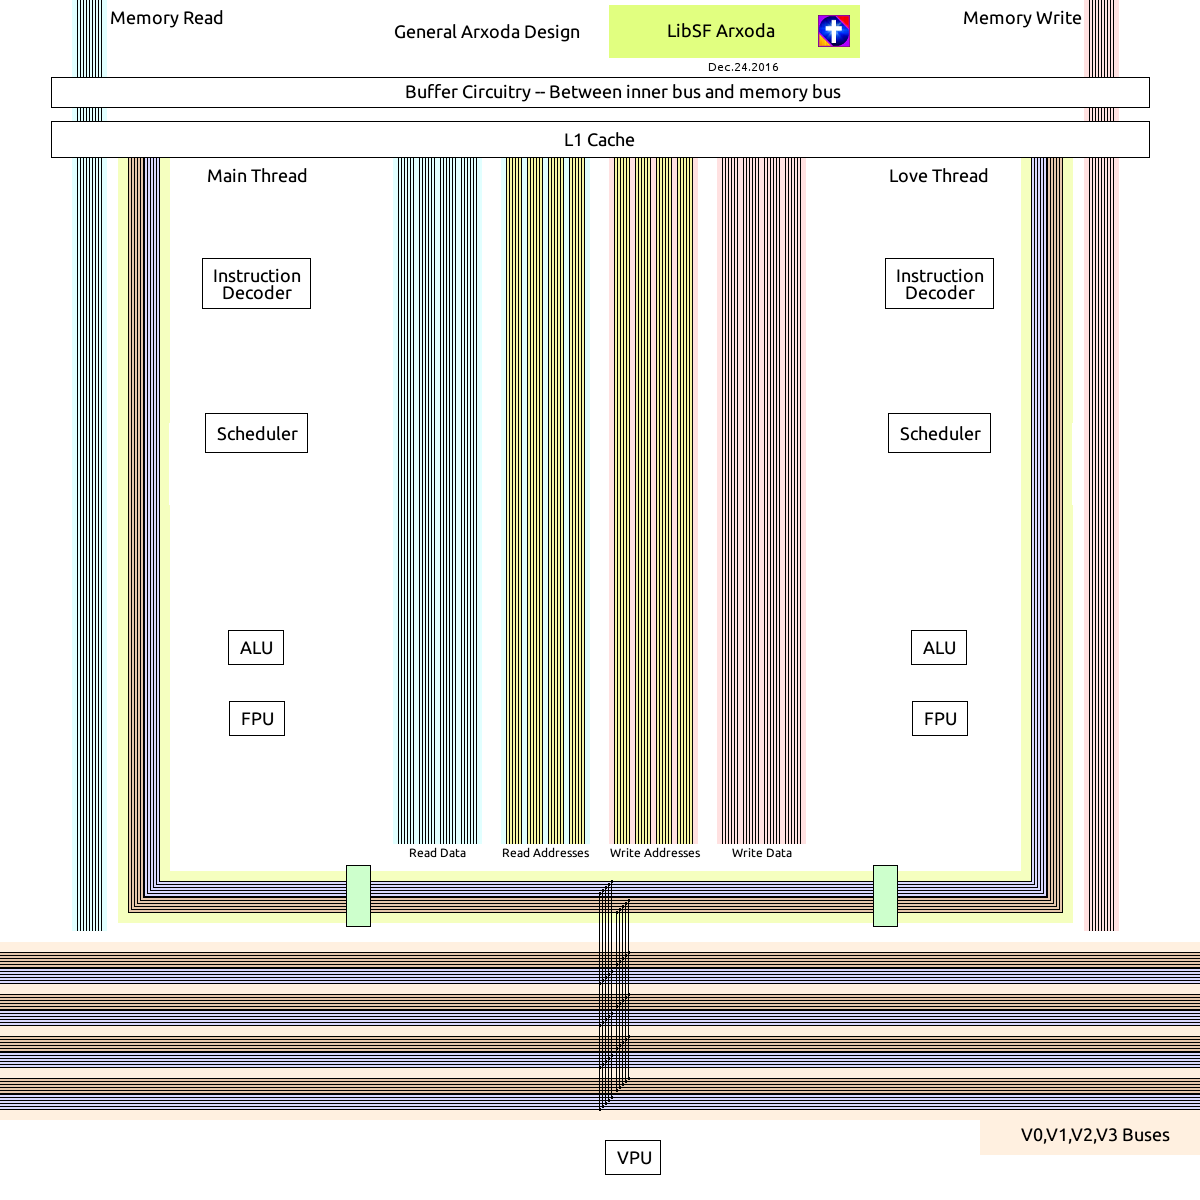 Memory Read
General Arxoda Design
LibSF Arxoda
Memory Write
Dec.24.2016
Buffer Circuitry -- Between inner bus and memory bus
L1 Cache
Main Thread
Love Thread
Instruction
Decoder
Instruction
Decoder
Scheduler
Scheduler
ALU
ALU
FPU
FPU
Read Data
Read Addresses
Write Addresses
Write Data
V0,V1,V2,V3 Buses
VPU